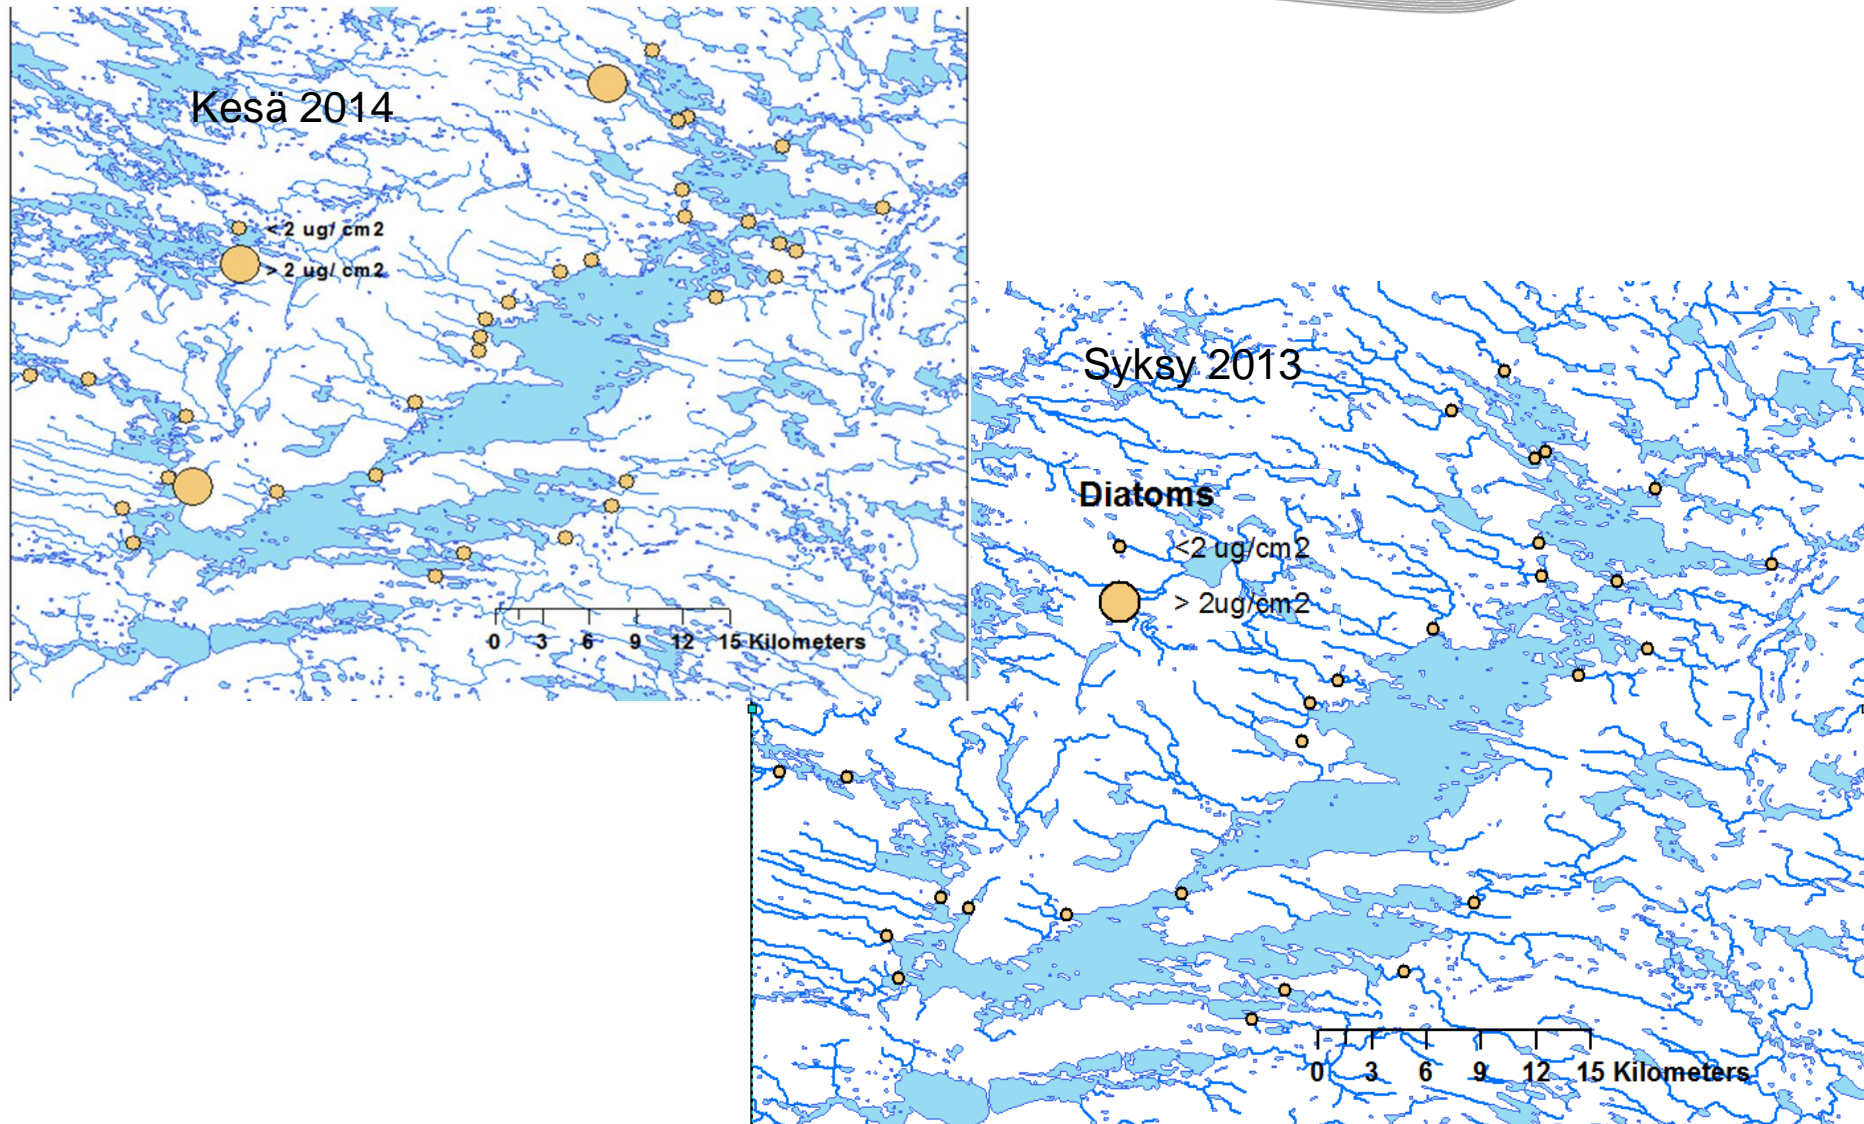 Kesä 2014
< 2 ug/ cm2
> 2 ug/ cm2
0 3 6 9 12 15 Kilometers
Syksy 2013
Diatoms
<2 ug/cm2
> 2ug/cm2
0 3 6 9 12 15 Kilometers